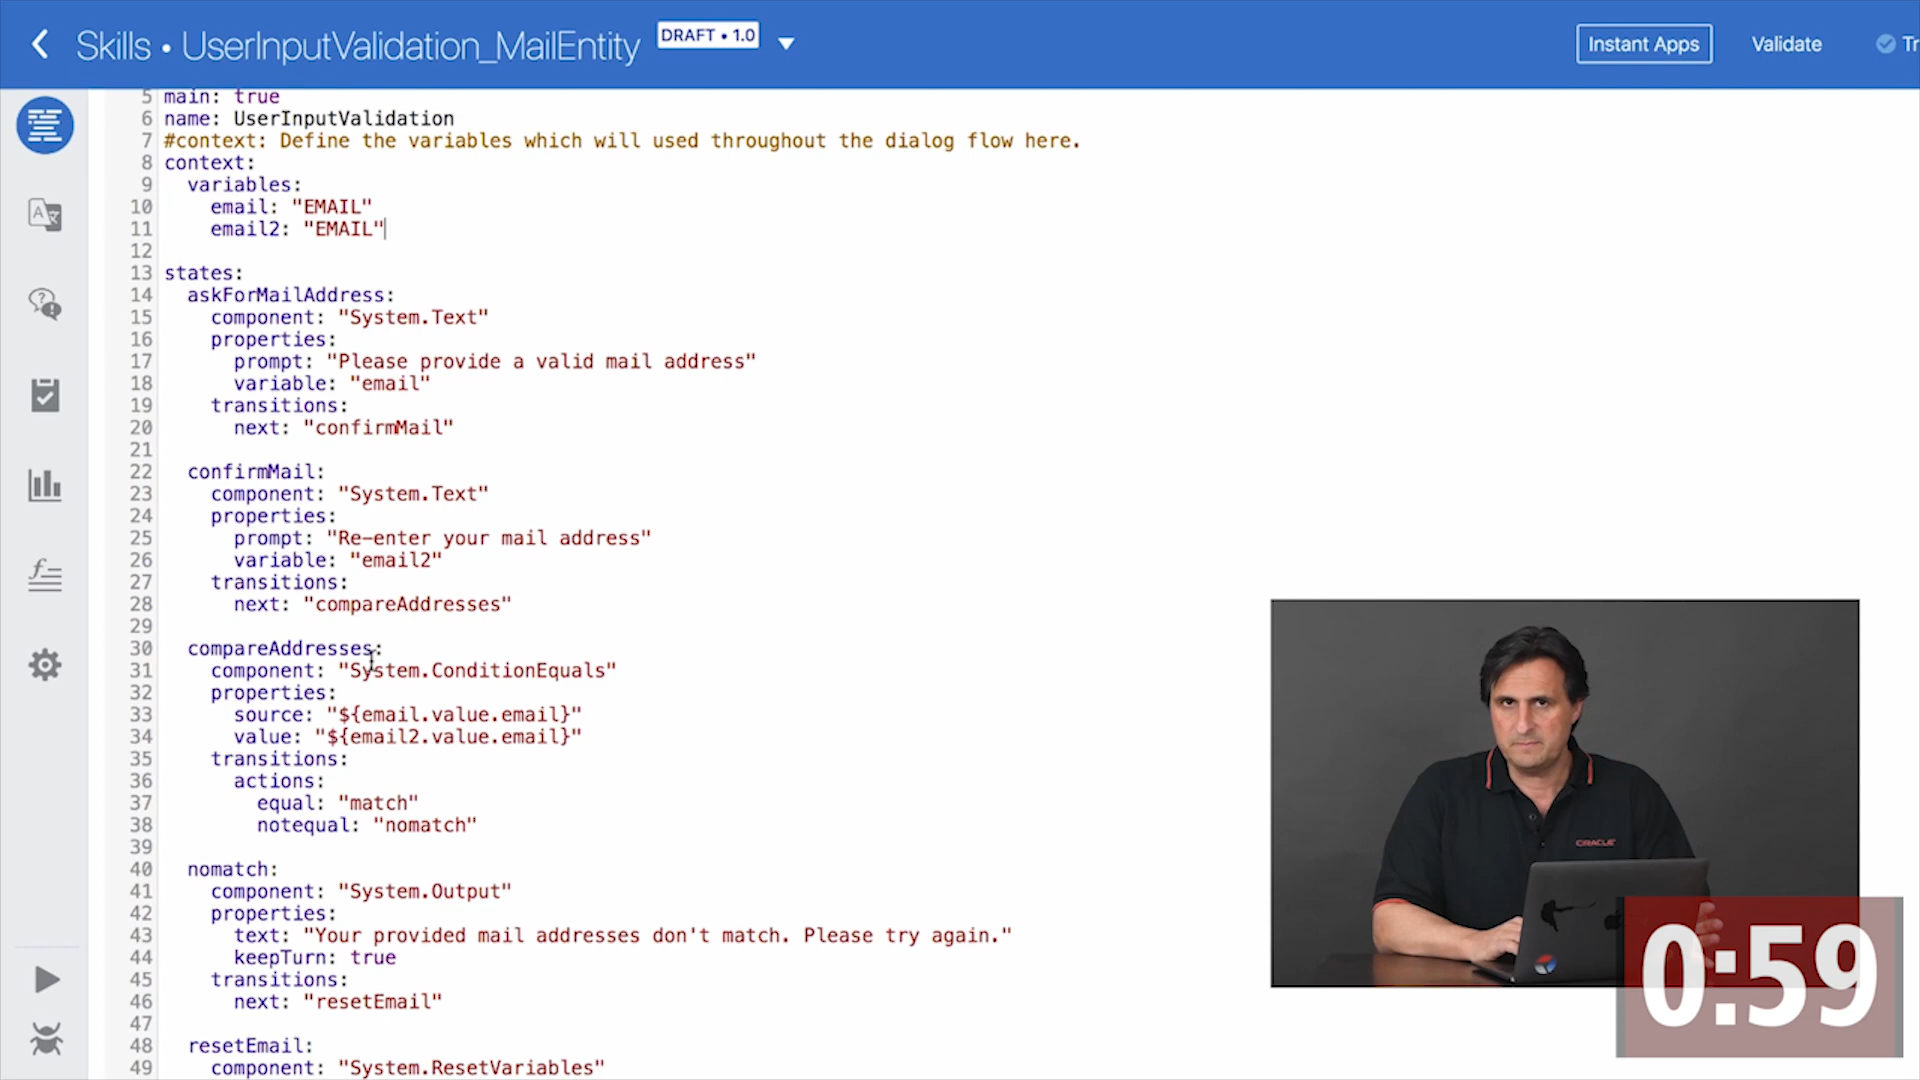 Skills • UserInputValidation_MailEntity
DRAFT • 1.0
Instant Apps
Validate
Tr
5 main: true
6 name: UserInputValidation
7 #context: Define the variables which will used throughout the dialog flow here.
8 context:
9 variables:
10 email: "EMAIL"
11 email2: "EMAIL"
12
13 states:
14 askForMailAddress:
15 component: "System.Text"
16 properties:
17 prompt: "Please provide a valid mail address"
18 variable: "email"
19 transitions:
20 next: "confirmMail"
21
22 confirmMail:
23 component: "System.Text"
24 properties:
25 prompt: "Re-enter your mail address"
26 variable: "email2"
27 transitions:
28 next: "compareAddresses"
29
30 compareAddresses:
31 component: "System.ConditionEquals"
32 properties:
33 source: "${email.value.email}"
34 value: "${email2.value.email}"
35 transitions:
36 actions:
37 equal: "match"
38 notequal: "nomatch"
39
40 nomatch:
41 component: "System.Output"
42 properties:
43 text: "Your provided mail addresses don't match. Please try again."
44 keepTurn: true
45 transitions:
46 next: "resetEmail"
47
48 resetEmail:
49 component: "System.ResetVariables"
ORACLE
0:59